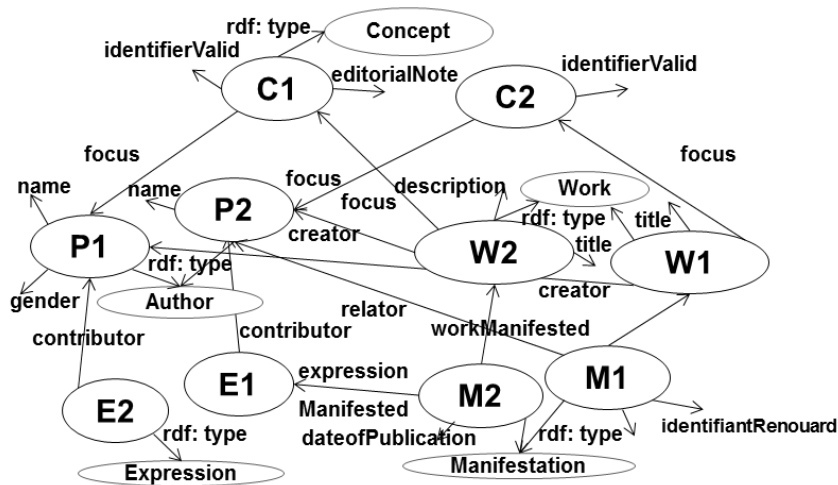 rdf: type
Concept
identifierValid
identifierValid
C1
editorialNote
C2
focus
focus
name
name
focus
description
Work
P2
focus
rdf: type
title
P1
creator
title
W2
W1
rdf: type
gender
Author
creator
relator
contributor
contributor
workManifested
expression
E1
M2
M1
E2
Manifested
identifiantRenouard
rdf: type
dateofPublication
rdf: type
Expression
Manifestation